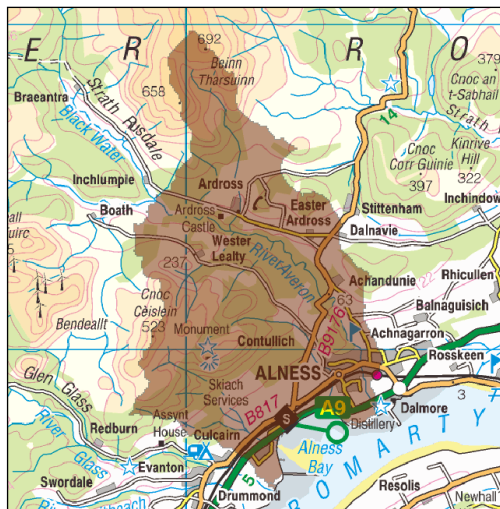 692
Beinn
Tharsuinn
379
E R R O
Cnoc an
t-Sabhail
Braeantra
658
Strath Rusdale
Black Water
14
Strath
Cnoc
Corr Guinie
397
Kinrive
Hill
322
Inchlumpie
Ardross
Boath
Ardross
Castle
Easter
Ardross
Stittenham
Inchindown
Dalnavie
Wester
Lealty
River Averon
237
Rhicullen
Achandunie
122
63
Balnaguisich
Bendeallt
Cnoc
Ceislein
523
Monument
Contullich
B9176
Achnagarron
Rosskeen
ALNESS
Glen Glass
Skiach
Services
B817
A9
3
Assynt
House
S
Dalmore
Distillery
Redburn
Culcairn
River Glass
Evanton
Alness
Bay
5
Swordale
Drummond
Resolis
Newhall
ROMARTY